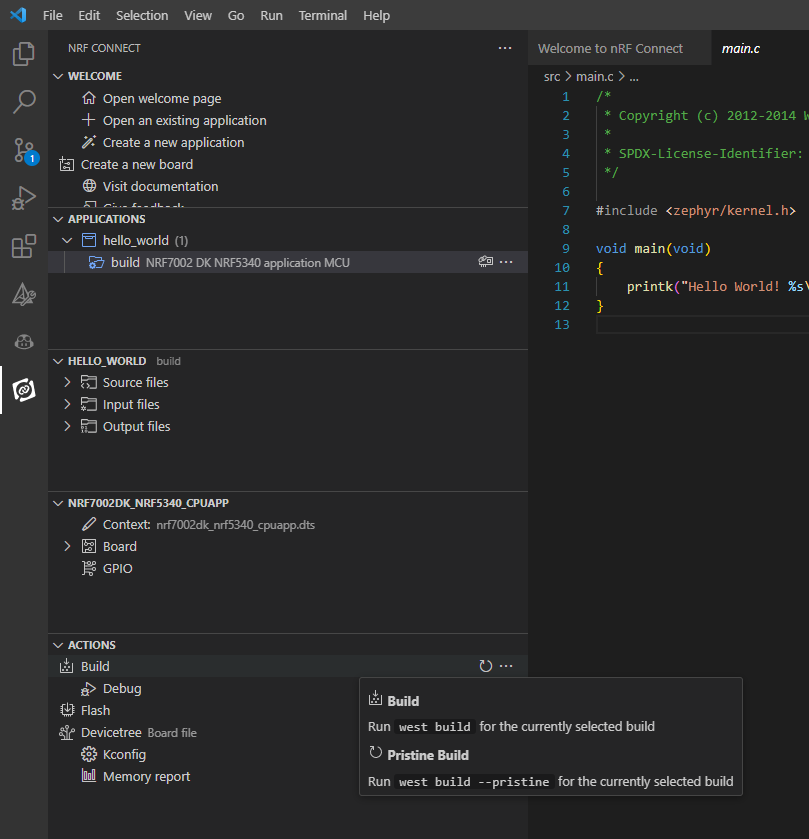 File Edit Selection View Go Run Terminal Help
NRF CONNECT
WELCOME
Open welcome page
Open an existing application
Create a new application
Create a new board
Visit documentation
Give feedback
APPLICATIONS
hello_world (1)
build NRF7002 DK NRF5340 application MCU
HELLO_WORLD build
Source files
Input files
Output files
NRF7002DK_NRF5340_CPUAPP
Context: nrf7002dk_nrf5340_cpuapp.dts
Board
GPIO
ACTIONS
Build
Debug
Flash
Devicetree Board file
Kconfig
Memory report
1
Build
Run west build for the currently selected build
Pristine Build
Run west build --pristine for the currently selected build
Welcome to nRF Connect main.c
src > main.c > ...
1 /*
2 * Copyright (c) 2012-2014 W
3 *
4 * SPDX-License-Identifier:
5 */
6
7 #include <zephyr/kernel.h>
8
9 void main(void)
10 {
11 printk("Hello World! %s\
12 }
13